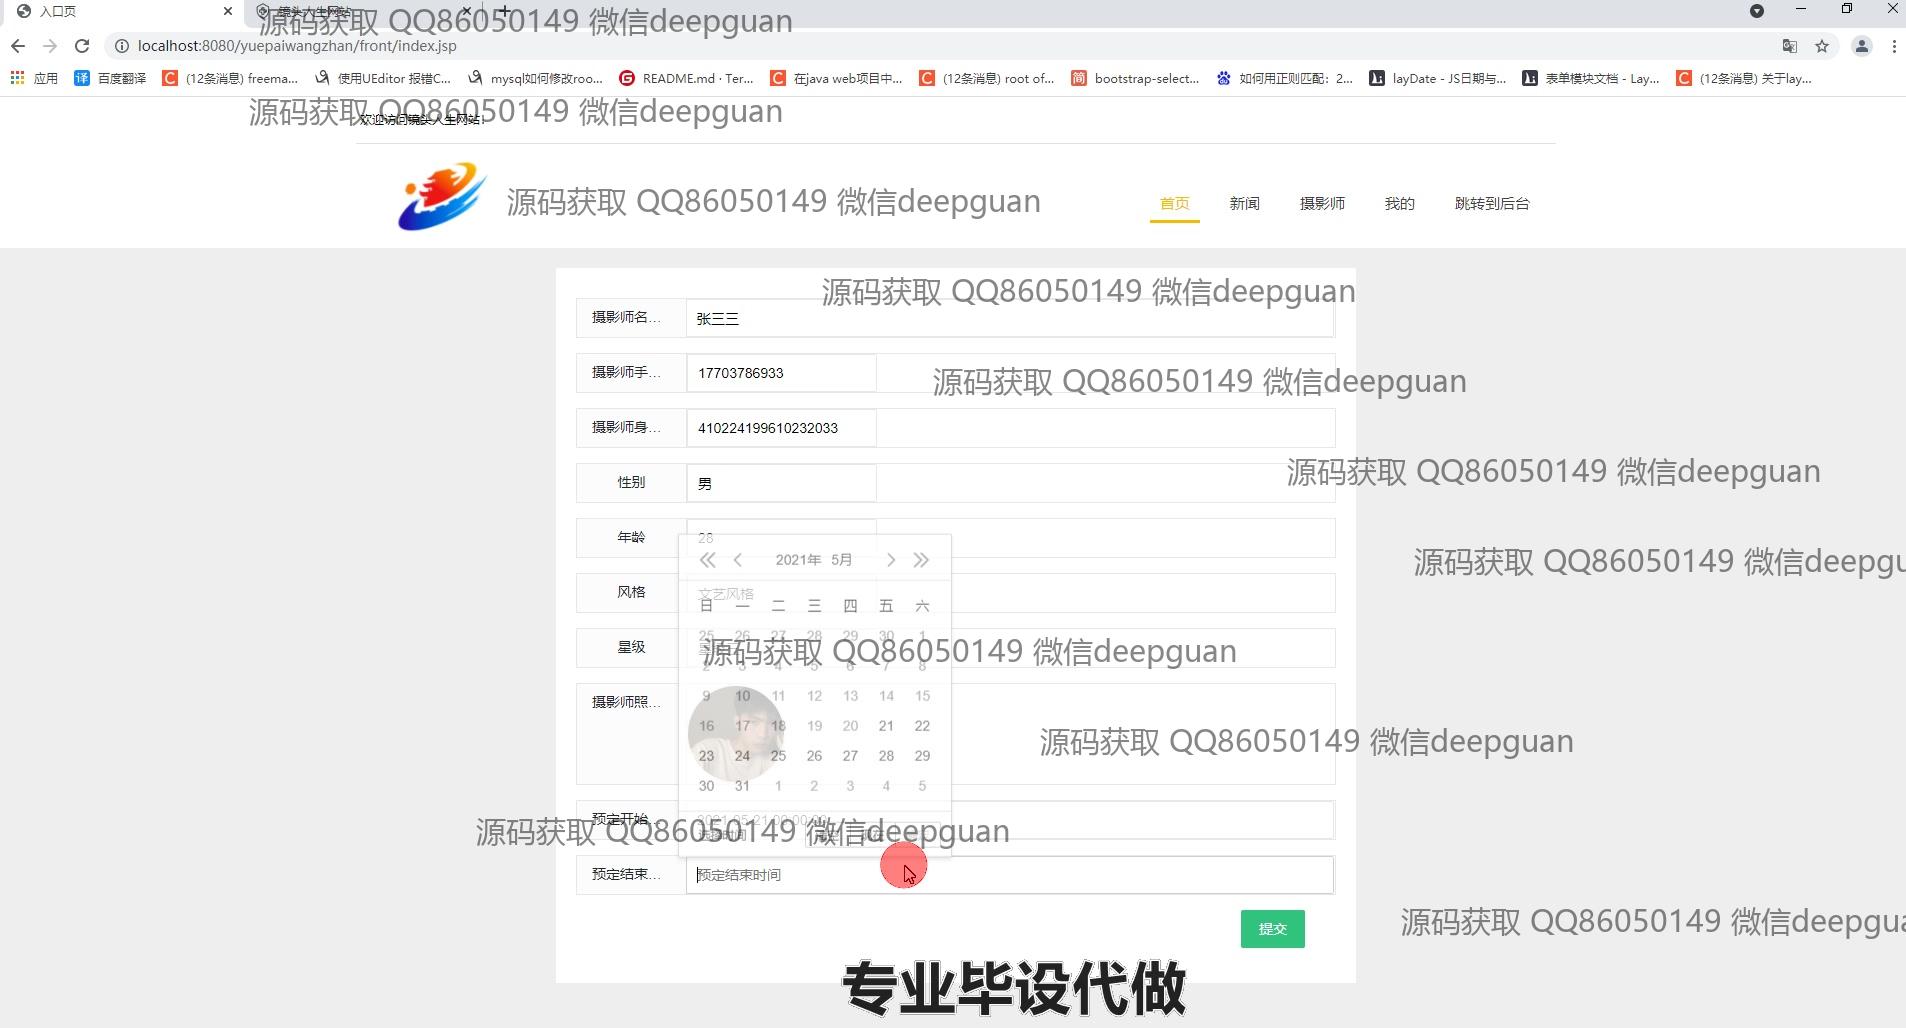 入口页
镜头人生网站
源码获取 QQ86050149 微信deepguan
localhost:8080/yuepaiwangzhan/front/index.jsp
应用
百度翻译
(12条消息) freema...
使用UEditor 报错C...
mysql如何修改roo...
README.md · Ter...
在java web项目中...
(12条消息) root of...
bootstrap-select...
如何用正则匹配：2...
layDate - JS日期与...
表单模块文档 - Lay...
(12条消息) 关于lay...
源码获取 QQ86050149 微信deepguan
欢迎访问镜头人生网站!
源码获取 QQ86050149 微信deepguan
首页 新闻 摄影师 我的 跳转到后台
源码获取 QQ86050149 微信deepguan
摄影师名... 张三三
摄影师手... 17703786933
源码获取 QQ86050149 微信deepguan
摄影师身... 410224199610232033
源码获取 QQ86050149 微信deepguan
性别 男
年龄 28
2021年 5月
源码获取 QQ86050149 微信deepgu
风格 文艺风格
日 一 二 三 四 五 六
25 26 27 28 29 30 1
星级
源码获取 QQ86050149 微信deepguan
2 3 4 5 6 7 8
摄影师照...
9 10 11 12 13 14 15
16 17 18 19 20 21 22
源码获取 QQ86050149 微信deepguan
23 24 25 26 27 28 29
30 31 1 2 3 4 5
预定开始...
源码获取 QQ86050149 微信deepguan
选择时间
预定结束... 预定结束时间
提交
源码获取 QQ86050149 微信deepgua
专业毕设代做